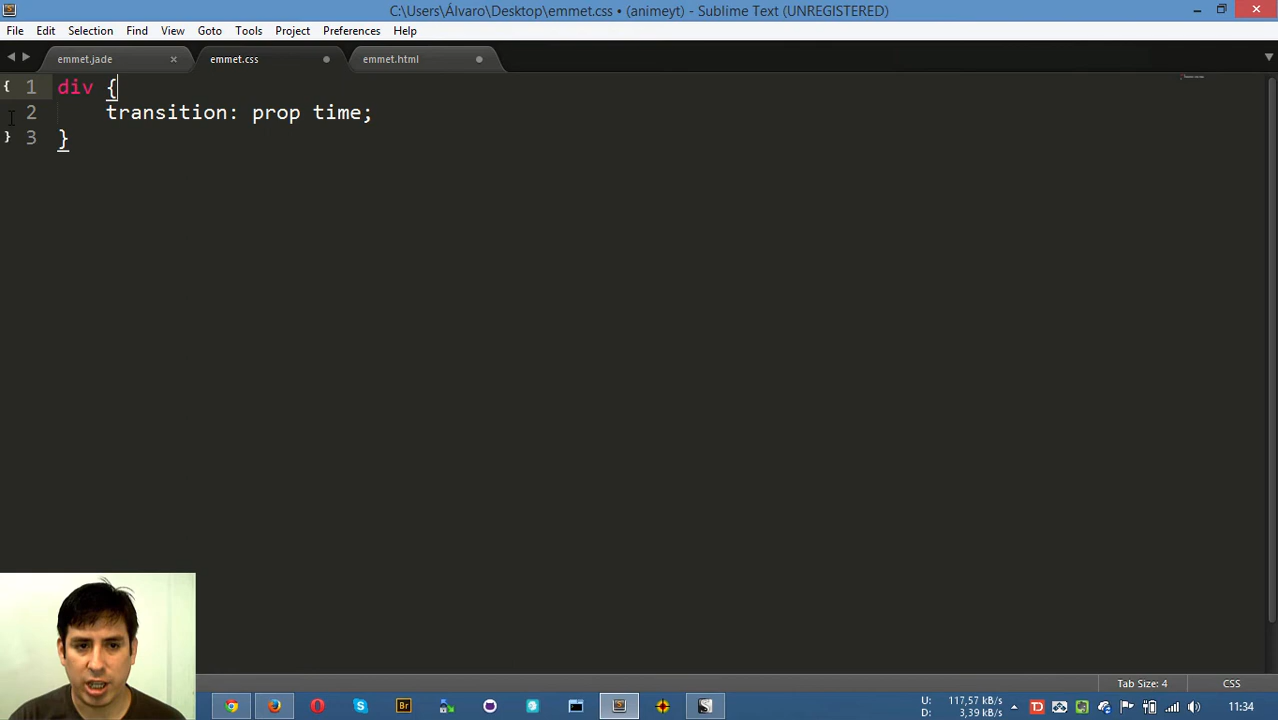 C:\Users\Álvaro\Desktop\emmet.css • (animeyt) - Sublime Text (UNREGISTERED)
File Edit Selection Find View Goto Tools Project Preferences Help
emmet.jade emmet.css emmet.html
{ 1 div {
2 transition: prop time;
} 3 }
Tab Size: 4 CSS
Br U: 117,57 kB/s 11:34
D: 3,39 kB/s